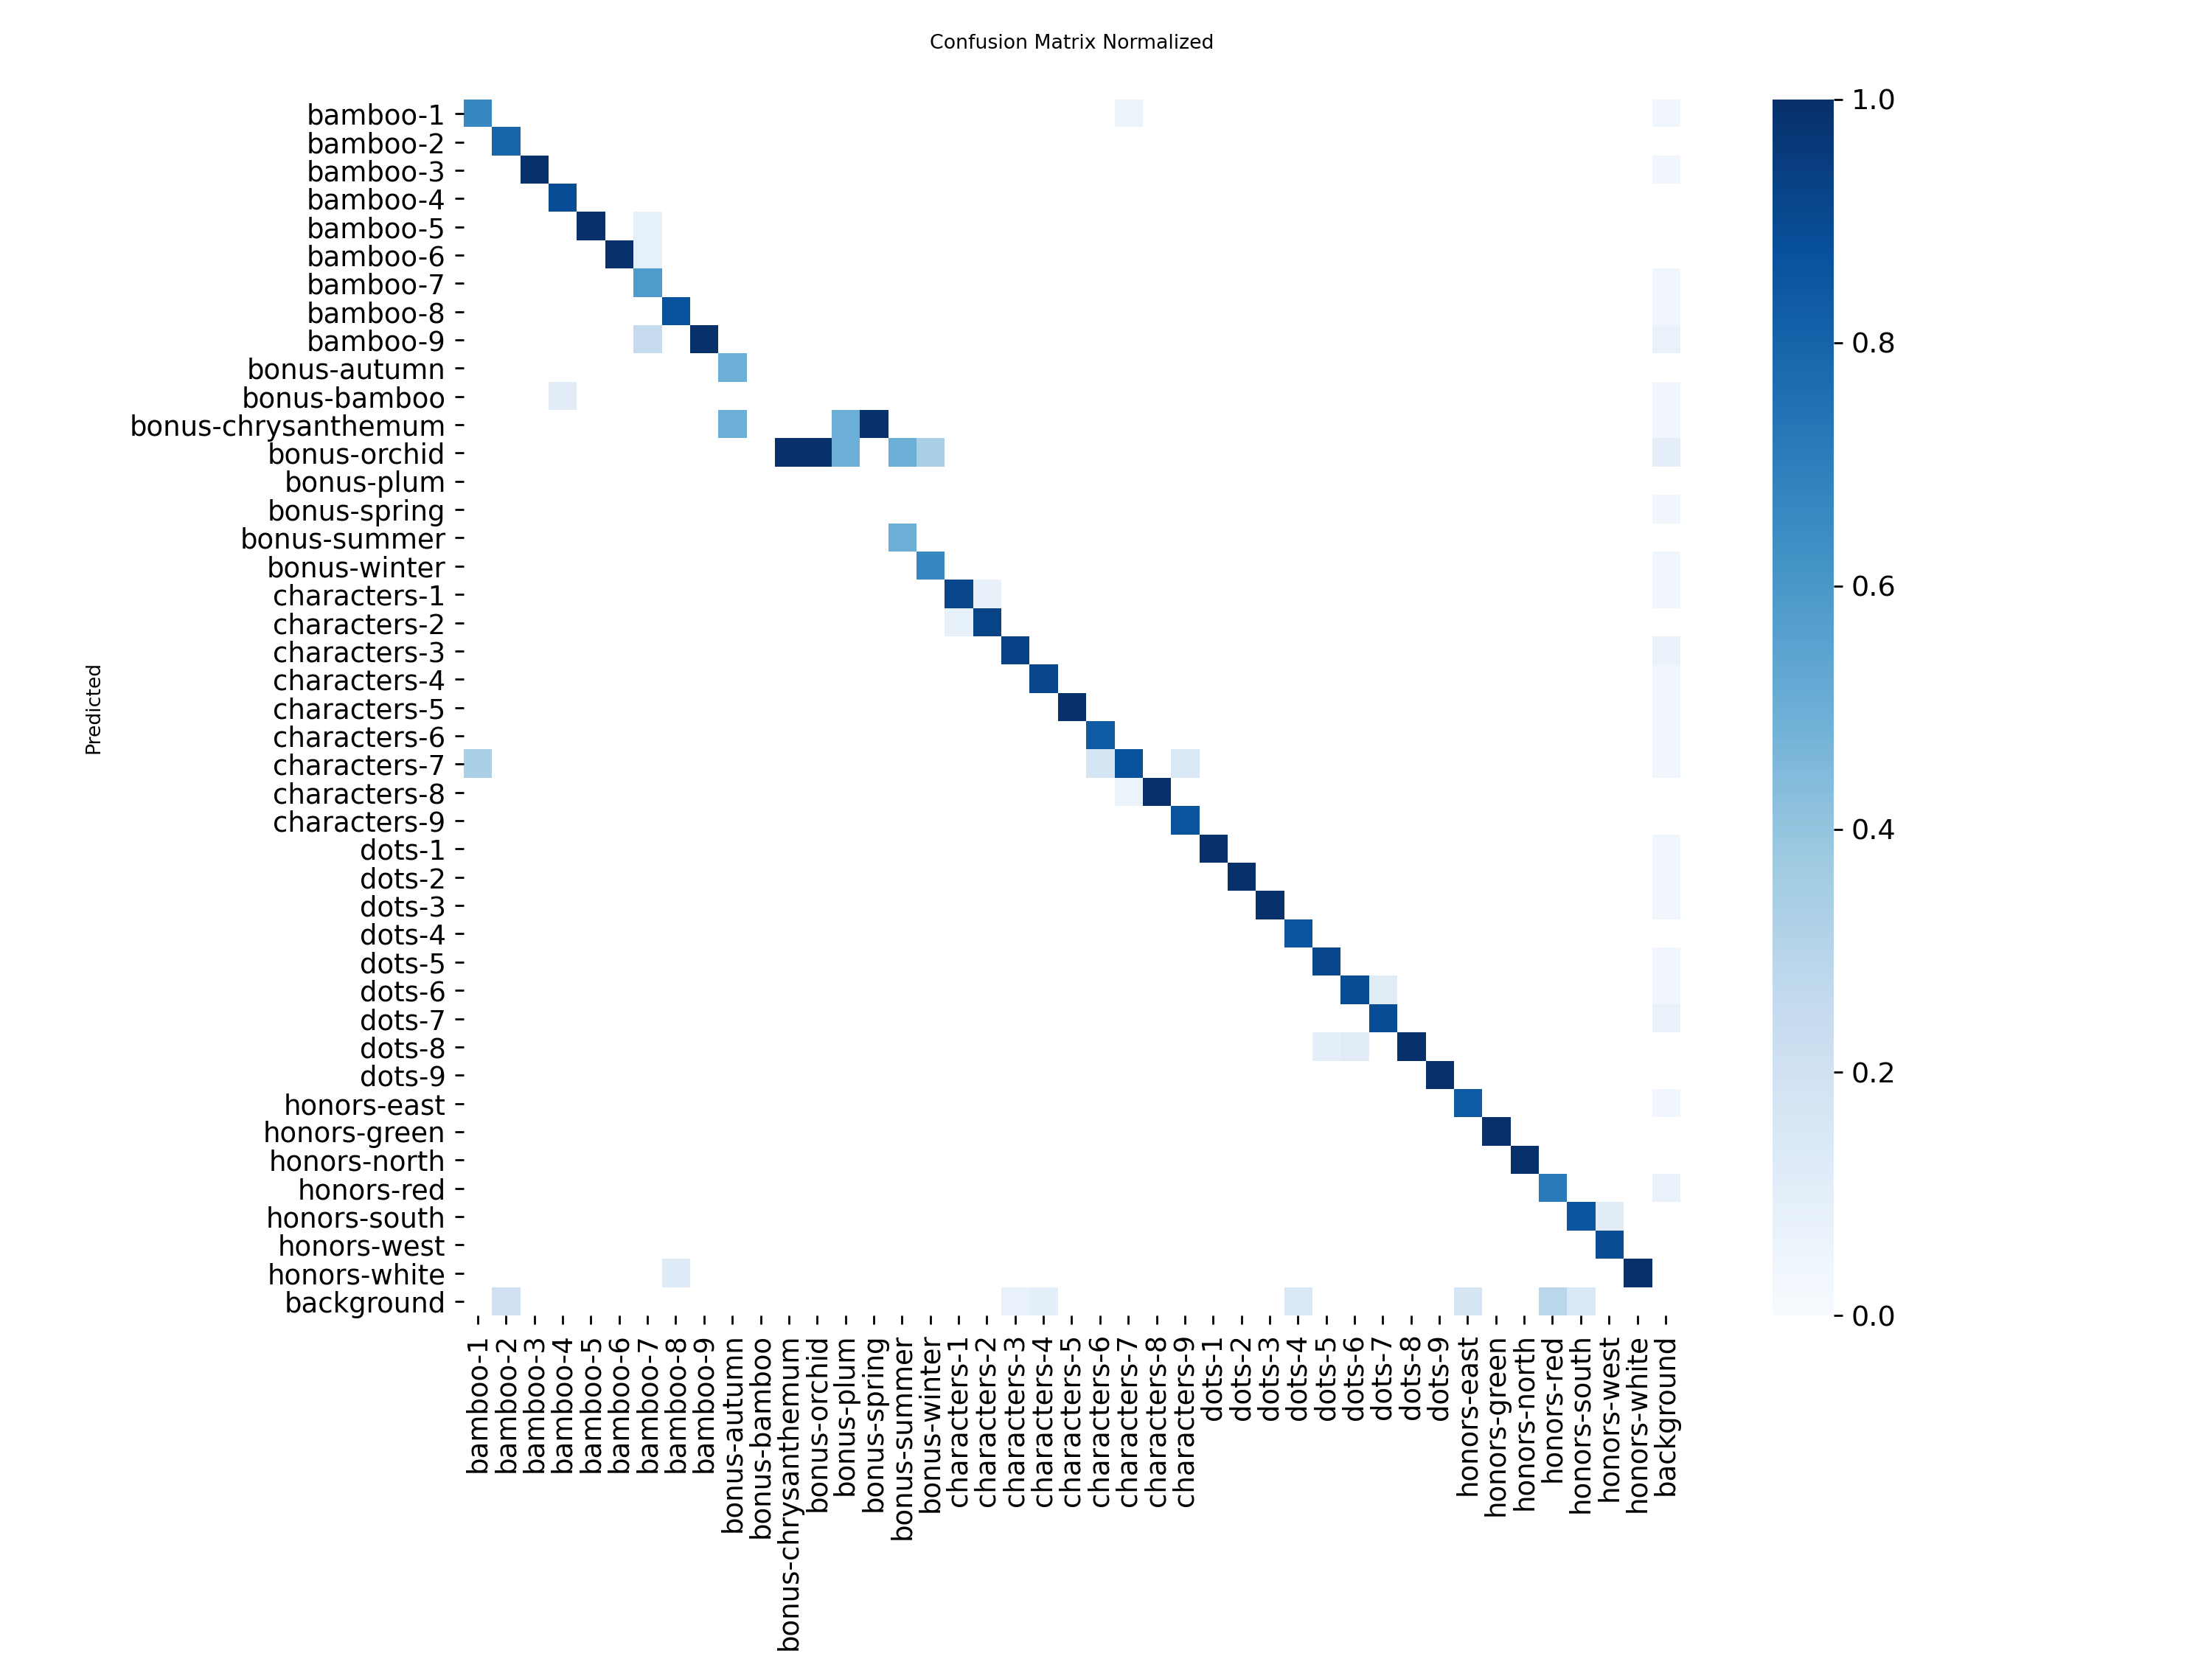 Confusion Matrix Normalized
Predicted
bamboo-1
bamboo-2
bamboo-3
bamboo-4
bamboo-5
bamboo-6
bamboo-7
bamboo-8
bamboo-9
bonus-autumn
bonus-bamboo
bonus-chrysanthemum
bonus-orchid
bonus-plum
bonus-spring
bonus-summer
bonus-winter
characters-1
characters-2
characters-3
characters-4
characters-5
characters-6
characters-7
characters-8
characters-9
dots-1
dots-2
dots-3
dots-4
dots-5
dots-6
dots-7
dots-8
dots-9
honors-east
honors-green
honors-north
honors-red
honors-south
honors-west
honors-white
background
bamboo-1
bamboo-2
bamboo-3
bamboo-4
bamboo-5
bamboo-6
bamboo-7
bamboo-8
bamboo-9
bonus-autumn
bonus-bamboo
bonus-chrysanthemum
bonus-orchid
bonus-plum
bonus-spring
bonus-summer
bonus-winter
characters-1
characters-2
characters-3
characters-4
characters-5
characters-6
characters-7
characters-8
characters-9
dots-1
dots-2
dots-3
dots-4
dots-5
dots-6
dots-7
dots-8
dots-9
honors-east
honors-green
honors-north
honors-red
honors-south
honors-west
honors-white
background
1.0
0.8
0.6
0.4
0.2
0.0